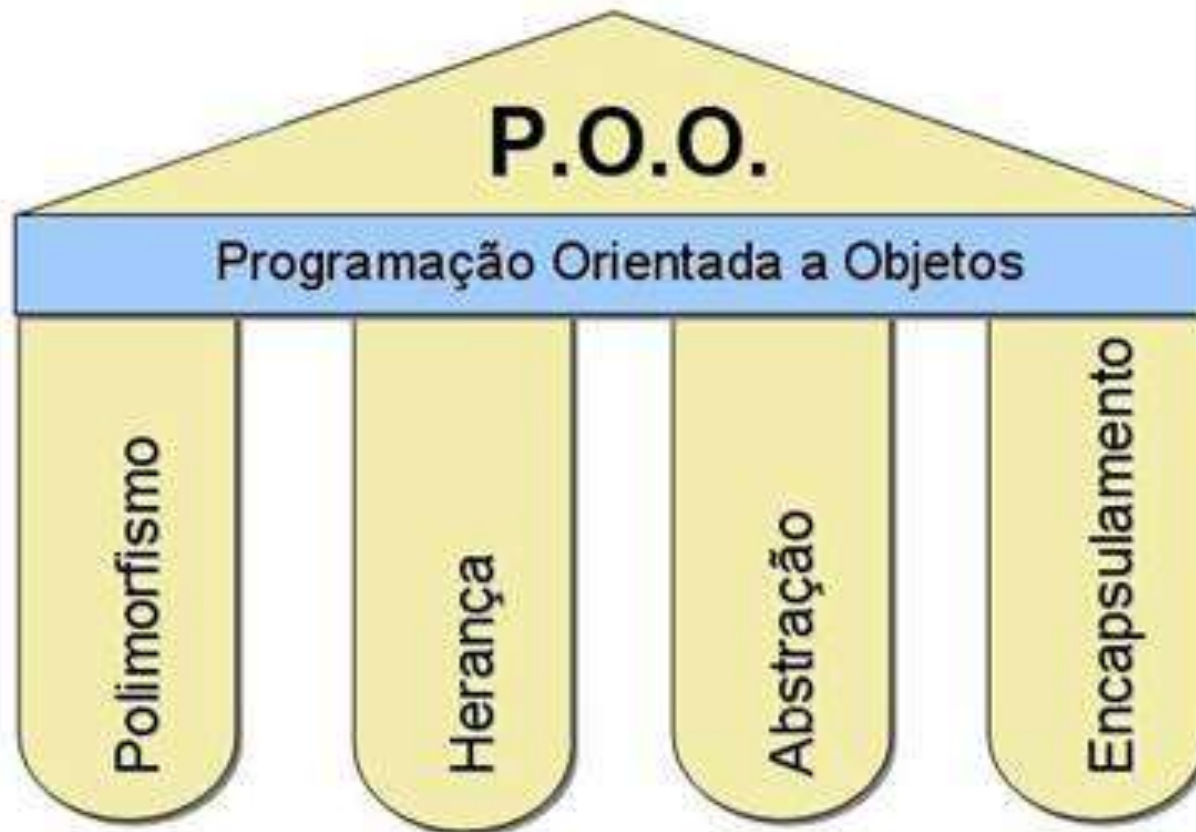 P.O.O.
Programação Orientada a Objetos
Polimorfismo
Herança
Abstração
Encapsulamento